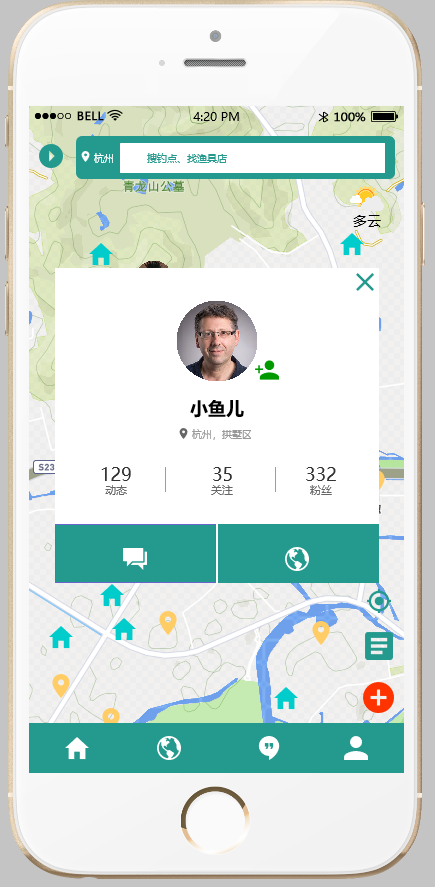 BELL 4:20 PM 100%
杭州 搜钓点、找渔具店
青龙山公墓
多云
小鱼儿
杭州，拱墅区
S23
129 35 332
动态 关注 粉丝